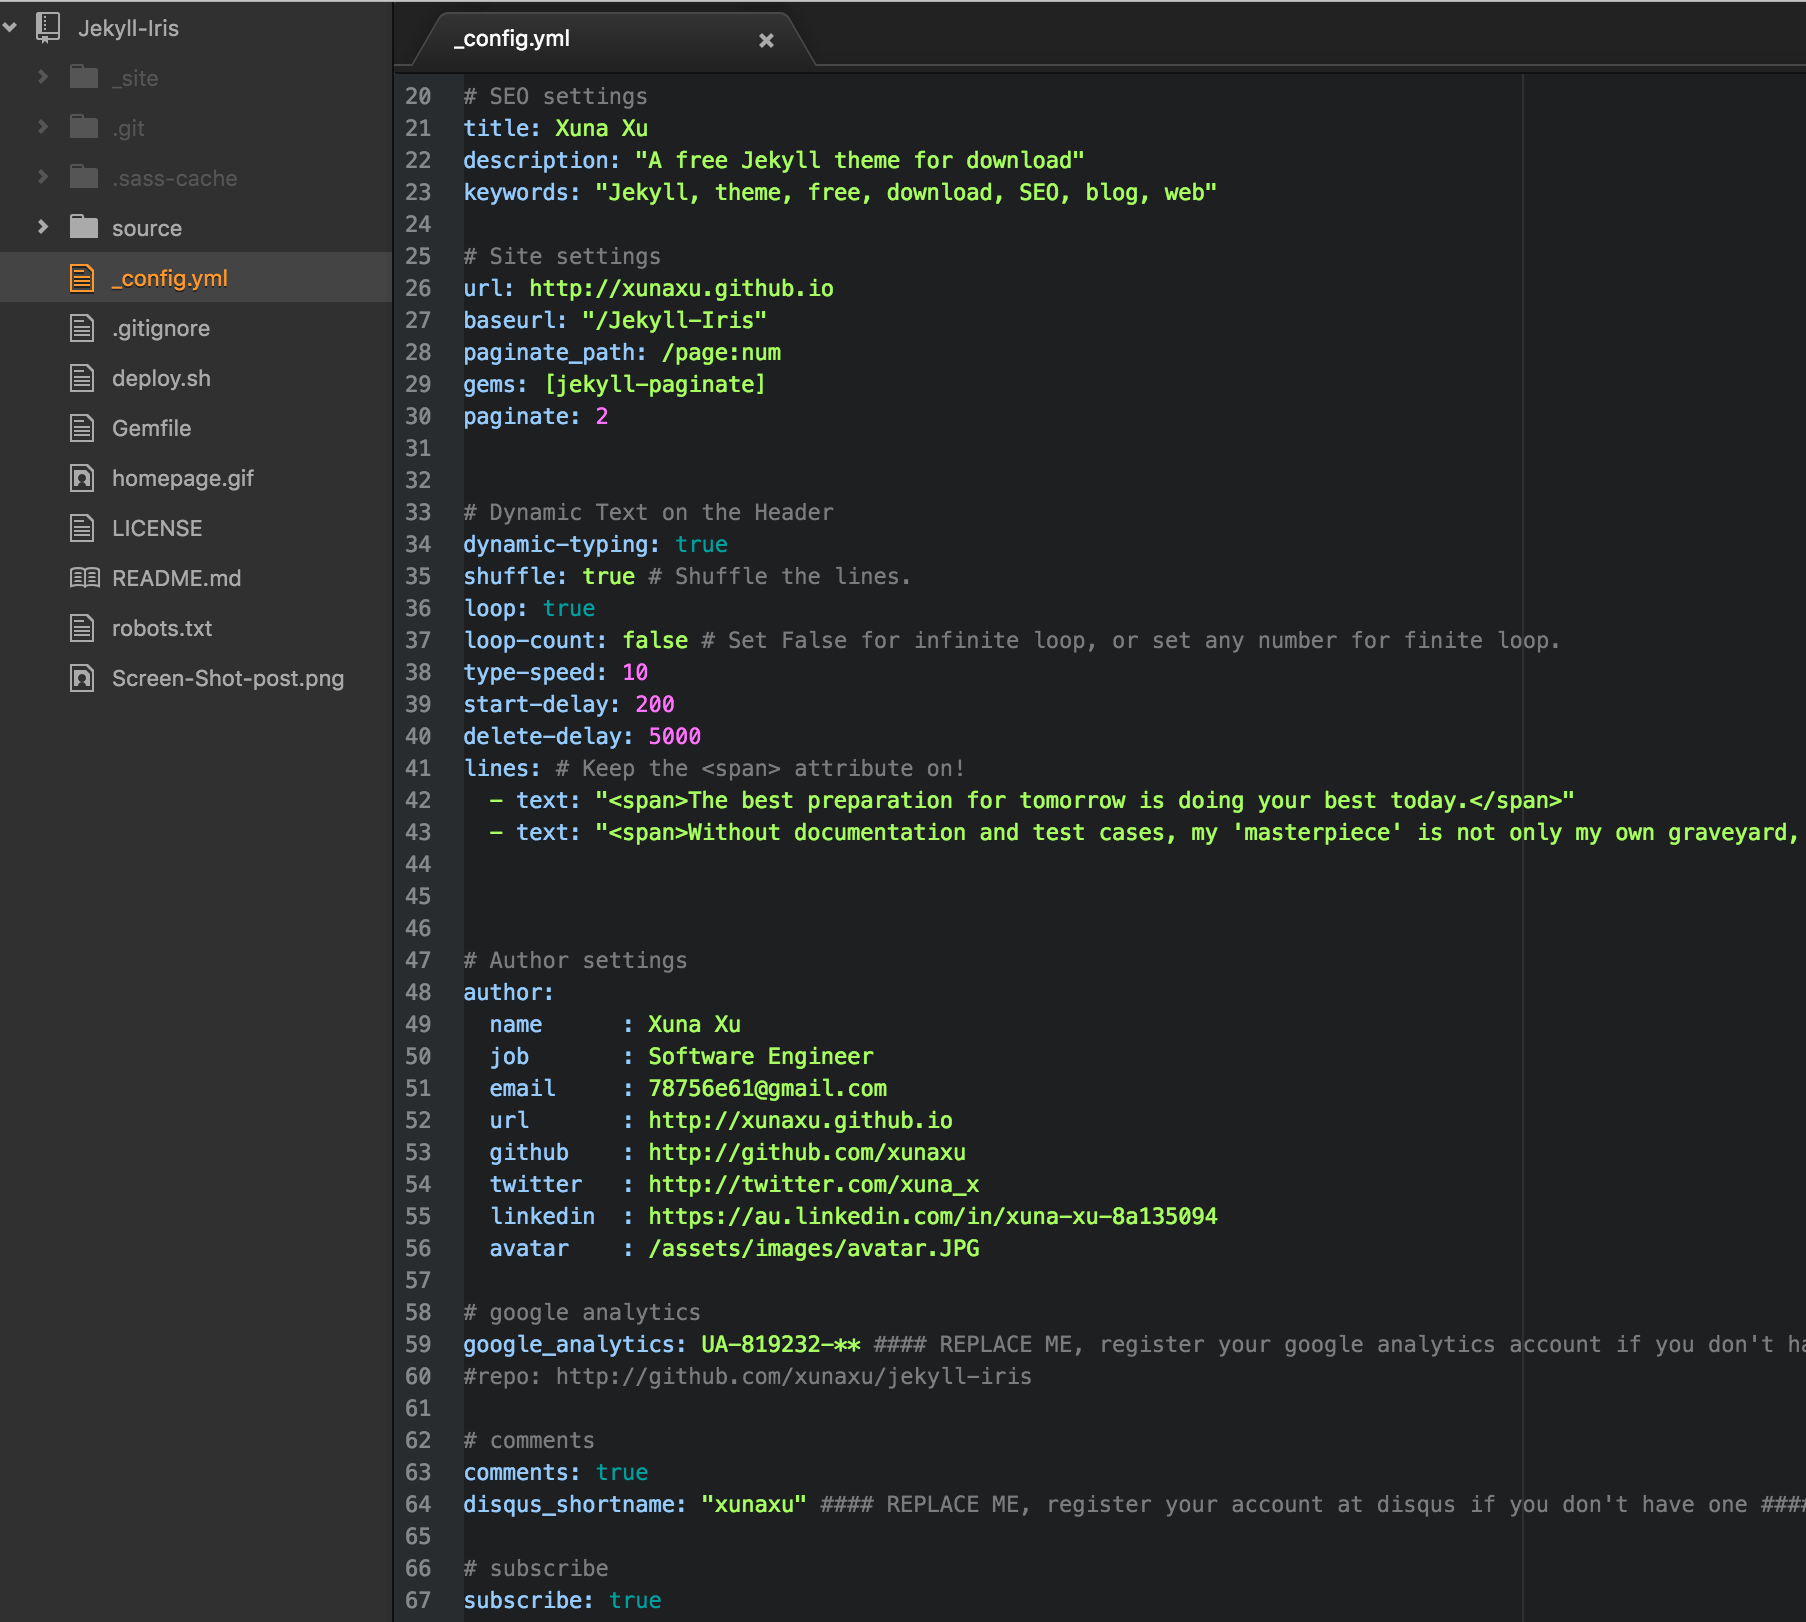 Jekyll-Iris
_site
.git
.sass-cache
source
_config.yml
.gitignore
deploy.sh
Gemfile
homepage.gif
LICENSE
README.md
robots.txt
Screen-Shot-post.png
_config.yml
20 # SEO settings
21 title: Xuna Xu
22 description: "A free Jekyll theme for download"
23 keywords: "Jekyll, theme, free, download, SEO, blog, web"
24
25 # Site settings
26 url: http://xunaxu.github.io
27 baseurl: "/Jekyll-Iris"
28 paginate_path: /page:num
29 gems: [jekyll-paginate]
30 paginate: 2
31
32
33 # Dynamic Text on the Header
34 dynamic-typing: true
35 shuffle: true # Shuffle the lines.
36 loop: true
37 loop-count: false # Set False for infinite loop, or set any number for finite loop.
38 type-speed: 10
39 start-delay: 200
40 delete-delay: 5000
41 lines: # Keep the <span> attribute on!
42   - text: "<span>The best preparation for tomorrow is doing your best today.</span>"
43   - text: "<span>Without documentation and test cases, my 'masterpiece' is not only my own graveyard,
44
45
46
47 # Author settings
48 author:
49   name      : Xuna Xu
50   job       : Software Engineer
51   email     : 78756e61@gmail.com
52   url       : http://xunaxu.github.io
53   github    : http://github.com/xunaxu
54   twitter   : http://twitter.com/xuna_x
55   linkedin  : https://au.linkedin.com/in/xuna-xu-8a135094
56   avatar    : /assets/images/avatar.JPG
57
58 # google analytics
59 google_analytics: UA-819232-** #### REPLACE ME, register your google analytics account if you don't ha
60 #repo: http://github.com/xunaxu/jekyll-iris
61
62 # comments
63 comments: true
64 disqus_shortname: "xunaxu" #### REPLACE ME, register your account at disqus if you don't have one ####
65
66 # subscribe
67 subscribe: true